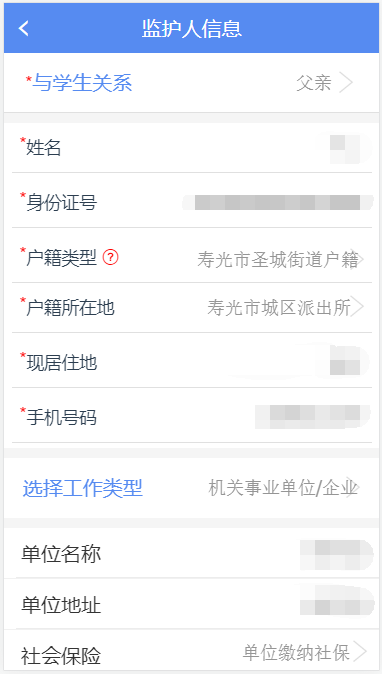 监护人信息
*与学生关系 父亲
*姓名
*身份证号
*户籍类型 ? 寿光市圣城街道户籍
*户籍所在地 寿光市城区派出所
*现居住地
*手机号码
选择工作类型 机关事业单位/企业
单位名称
单位地址
社会保险 单位缴纳社保